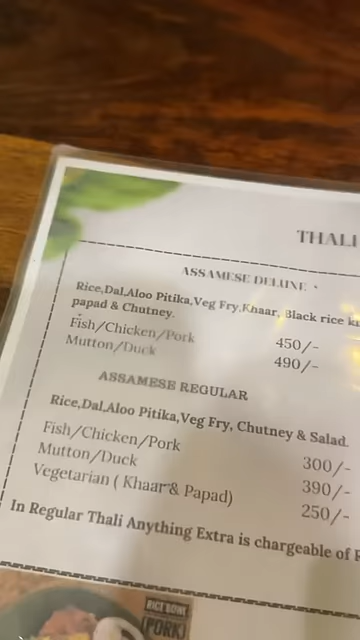 THALI
ASSAMESE DELUXE *
Rice,Dal,Aloo Pitika,Veg Fry,Khaar, Black rice
papad & Chutney.
Fish/Chicken/Pork 450/-
Mutton/Duck 490/-
ASSAMESE REGULAR
Rice,Dal,Aloo Pitika,Veg Fry, Chutney & Salad.
Fish/Chicken/Pork 300/-
Mutton/Duck 390/-
Vegetarian ( Khaar & Papad) 250/-
In Regular Thali Anything Extra is chargeable of
RICE BOWL
PORK